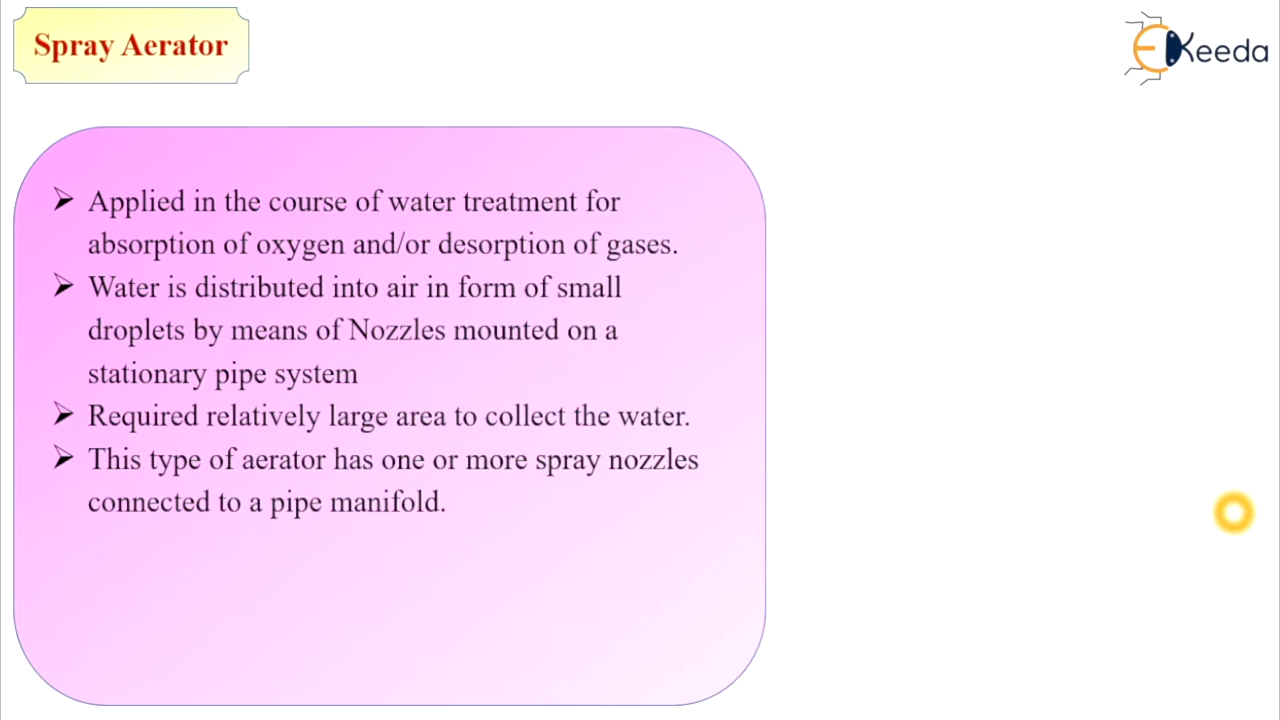 Spray Aerator
EKeeda
➢ Applied in the course of water treatment for
absorption of oxygen and/or desorption of gases.
➢ Water is distributed into air in form of small
droplets by means of Nozzles mounted on a
stationary pipe system
➢ Required relatively large area to collect the water.
➢ This type of aerator has one or more spray nozzles
connected to a pipe manifold.